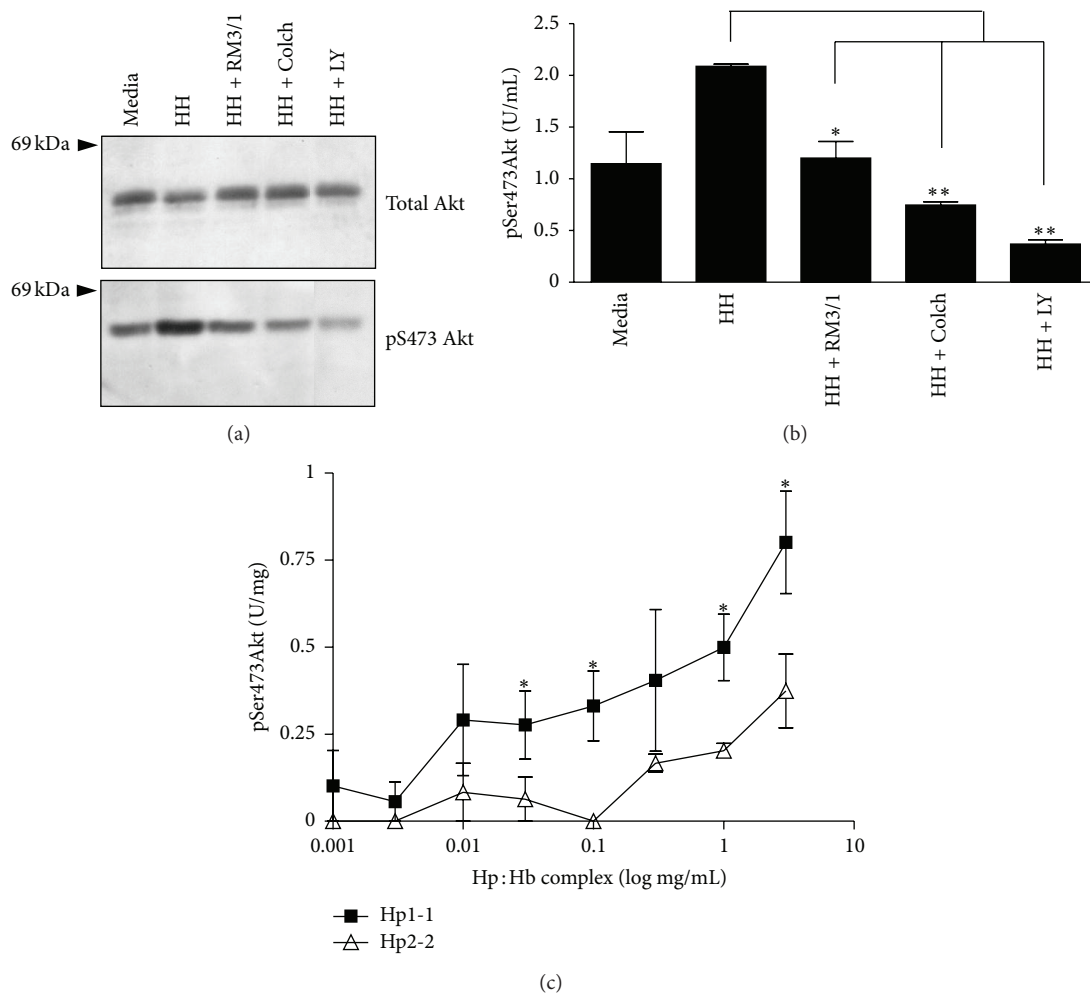 Media
HH
HH + RM3/1
HH + Colch
HH + LY
69 kDa
Total Akt
69 kDa
pS473 Akt
(a)
pSer473Akt (U/mL)
2.5
2.0
1.5
1.0
0.5
0
*
**
**
Media
HH
HH + RM3/1
HH + Colch
HH + LY
(b)
pSer473Akt (U/mg)
1
0.75
0.5
0.25
0
*
*
*
*
0.001
0.01
0.1
1
10
Hp : Hb complex (log mg/mL)
Hp1-1
Hp2-2
(c)